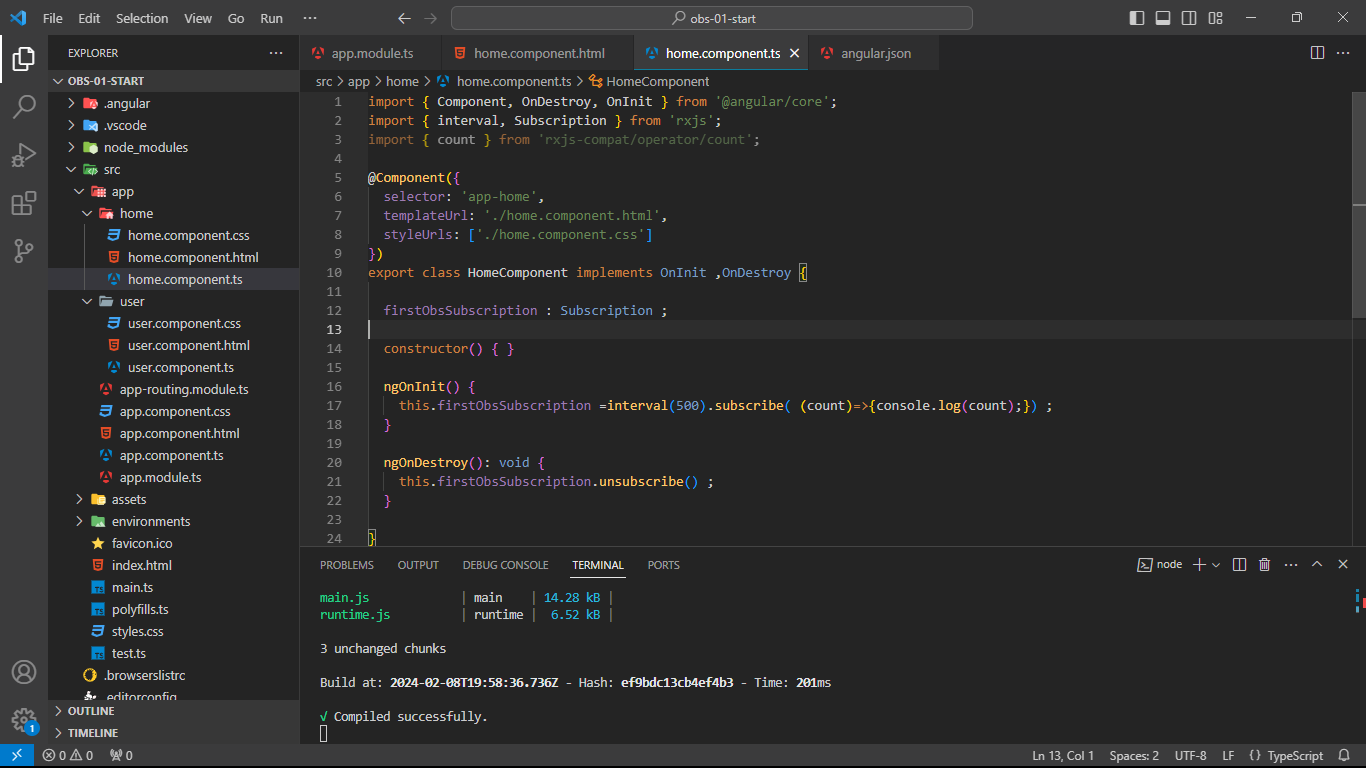 File Edit Selection View Go Run ··· obs-01-start
EXPLORER ···
OBS-01-START
.angular
.vscode
node_modules
src
app
home
home.component.css
home.component.html
home.component.ts
user
user.component.css
user.component.html
user.component.ts
app-routing.module.ts
app.component.css
app.component.html
app.component.ts
app.module.ts
assets
environments
favicon.ico
index.html
main.ts
polyfills.ts
styles.css
test.ts
.browserslistrc
.editorconfig
OUTLINE
TIMELINE
app.module.ts home.component.html home.component.ts angular.json
src > app > home > home.component.ts > HomeComponent
1 import { Component, OnDestroy, OnInit } from '@angular/core';
2 import { interval, Subscription } from 'rxjs';
3 import { count } from 'rxjs-compat/operator/count';
4
5 @Component({
6 selector: 'app-home',
7 templateUrl: './home.component.html',
8 styleUrls: ['./home.component.css']
9 })
10 export class HomeComponent implements OnInit ,OnDestroy {
11
12 firstObsSubscription : Subscription ;
13
14 constructor() { }
15
16 ngOnInit() {
17 this.firstObsSubscription =interval(500).subscribe( (count)=>{console.log(count);}) ;
18 }
19
20 ngOnDestroy(): void {
21 this.firstObsSubscription.unsubscribe() ;
22 }
23
24 }
PROBLEMS OUTPUT DEBUG CONSOLE TERMINAL PORTS node
main.js | main | 14.28 kB |
runtime.js | runtime | 6.52 kB |
3 unchanged chunks
Build at: 2024-02-08T19:58:36.736Z - Hash: ef9bdc13cb4ef4b3 - Time: 201ms
√ Compiled successfully.
1
0 0 0 Ln 13, Col 1 Spaces: 2 UTF-8 LF {} TypeScript